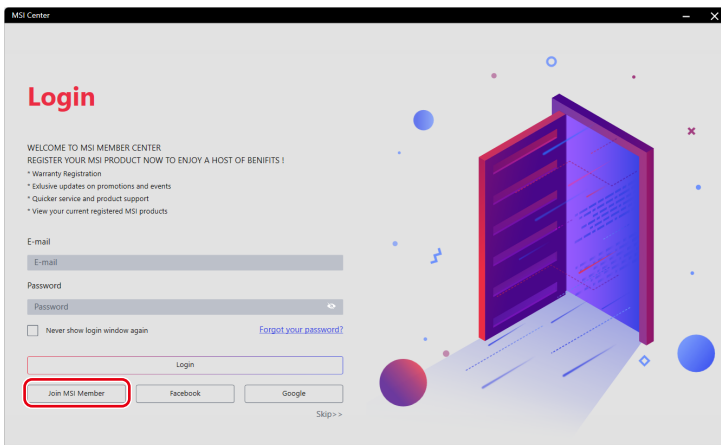 MSI Center
Login
WELCOME TO MSI MEMBER CENTER
REGISTER YOUR MSI PRODUCT NOW TO ENJOY A HOST OF BENIFITS !
* Warranty Registration
* Exlusive updates on promotions and events
* Quicker service and product support
* View your current registered MSI products
E-mail
E-mail
Password
Password
Never show login window again Forgot your password?
Login
Join MSI Member Facebook Google
Skip>>